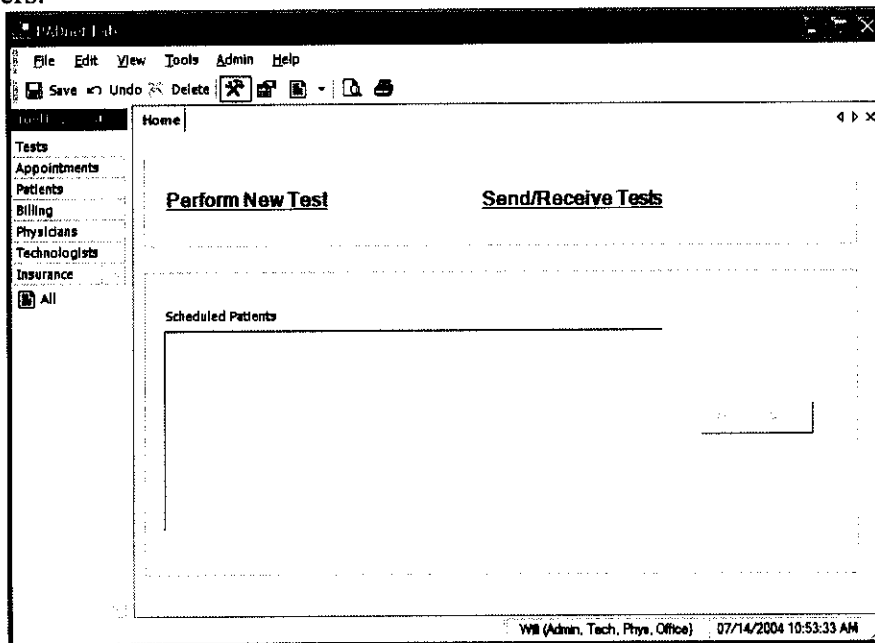 ers.
PADnet Lab
File Edit View Tools Admin Help
Save Undo Delete
Home
Tests
Appointments
Patients
Billing
Physicians
Technologists
Insurance
All
Perform New Test
Send/Receive Tests
Scheduled Patients
Will (Admin, Tech, Phys, Office)
07/14/2004 10:53:33 AM